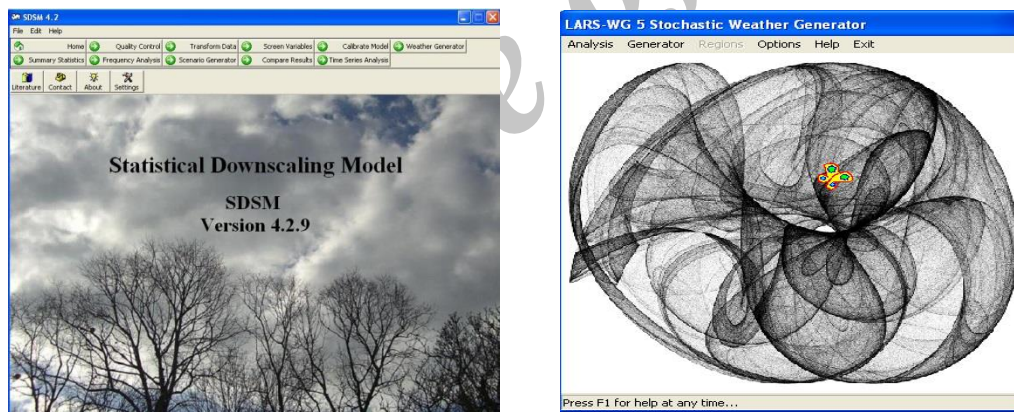 SDSM 4.2
File Edit Help
Home Quality Control Transform Data Screen Variables Calibrate Model Weather Generator
Summary Statistics Frequency Analysis Scenario Generator Compare Results Time Series Analysis
Literature Contact About Settings
Statistical Downscaling Model
SDSM
Version 4.2.9
LARS-WG 5 Stochastic Weather Generator
Analysis Generator Regions Options Help Exit
Press F1 for help at any time...